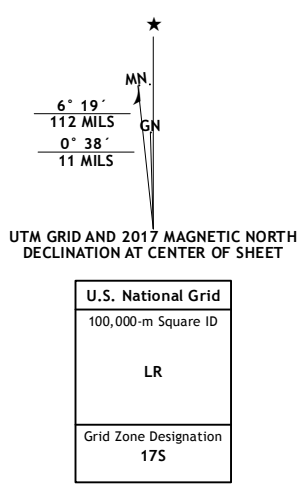 ★
MN.
6° 19´
112 MILS
GN
0° 38´
11 MILS
UTM GRID AND 2017 MAGNETIC NORTH
DECLINATION AT CENTER OF SHEET
U.S. National Grid
100,000-m Square ID
LR
Grid Zone Designation
17S